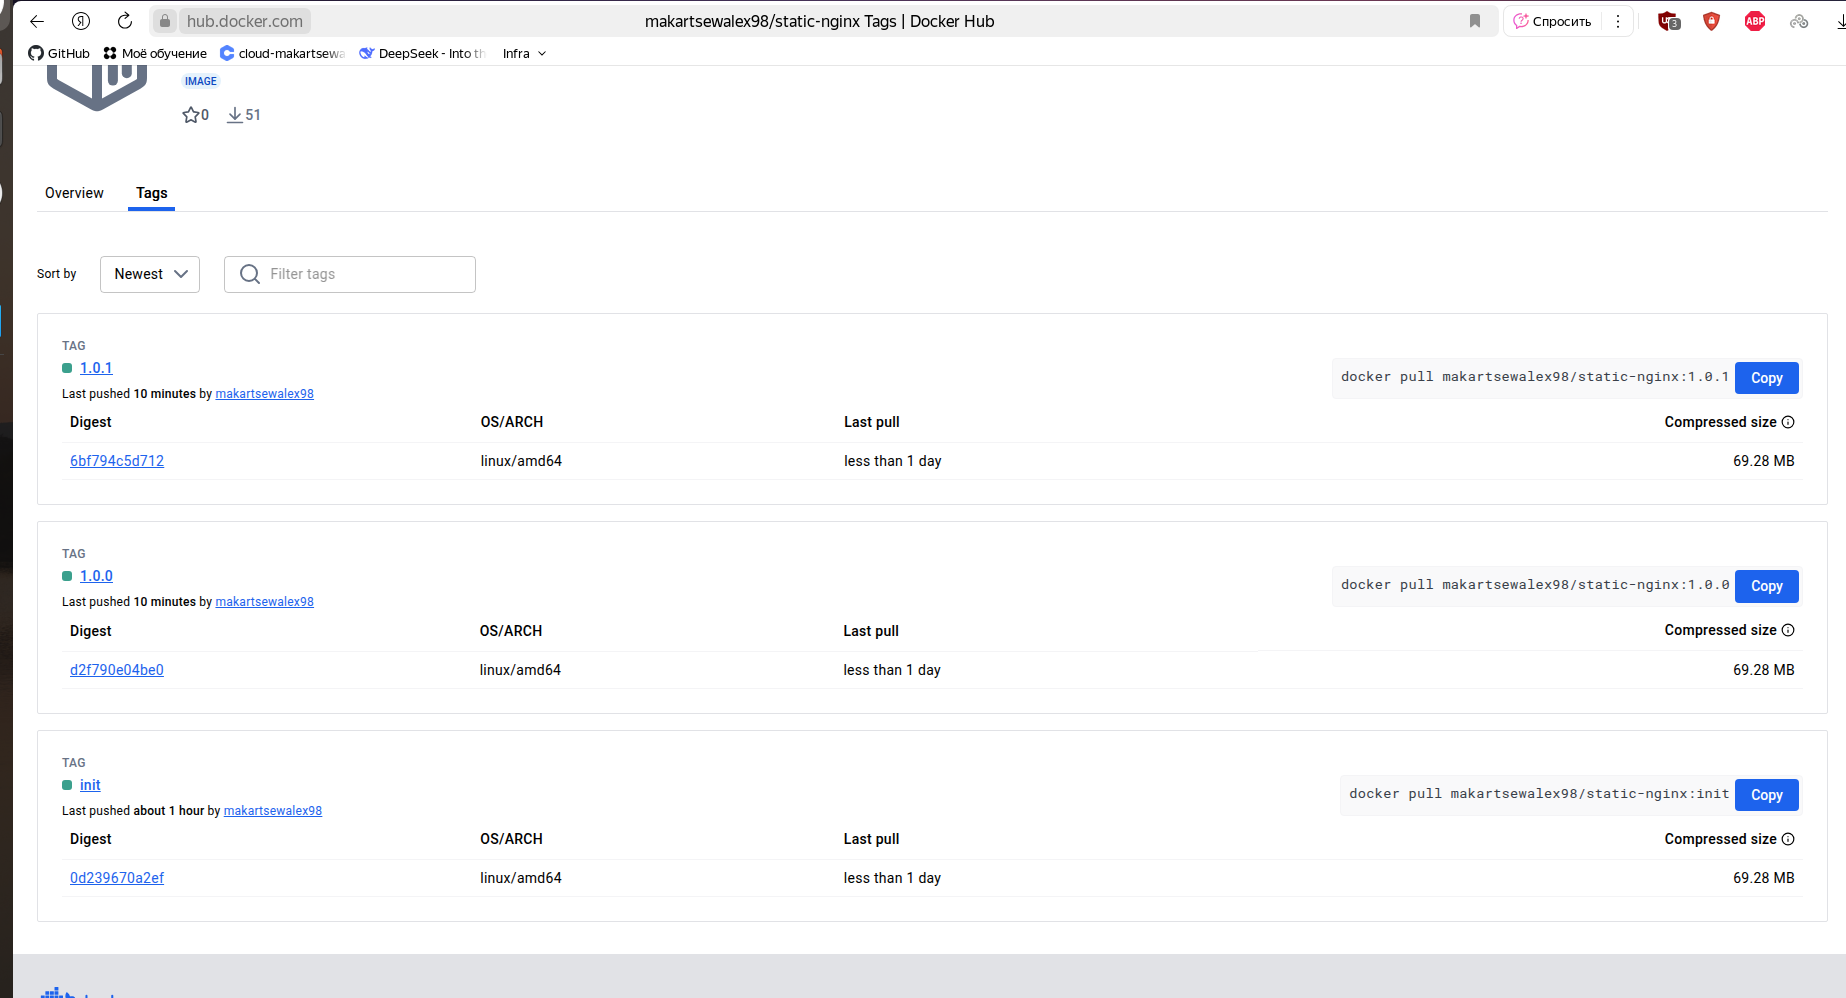 hub.docker.com
makartsewalex98/static-nginx Tags | Docker Hub
Спросить
3
ABP
GitHub
Моё обучение
cloud-makartsewa
DeepSeek - Into th
Infra
IMAGE
0
51
Overview
Tags
Sort by
Newest
Filter tags
TAG
1.0.1
docker pull makartsewalex98/static-nginx:1.0.1
Copy
Last pushed 10 minutes by makartsewalex98
Digest OS/ARCH Last pull Compressed size
6bf794c5d712 linux/amd64 less than 1 day 69.28 MB
TAG
1.0.0
docker pull makartsewalex98/static-nginx:1.0.0
Copy
Last pushed 10 minutes by makartsewalex98
Digest OS/ARCH Last pull Compressed size
d2f790e04be0 linux/amd64 less than 1 day 69.28 MB
TAG
init
docker pull makartsewalex98/static-nginx:init
Copy
Last pushed about 1 hour by makartsewalex98
Digest OS/ARCH Last pull Compressed size
0d239670a2ef linux/amd64 less than 1 day 69.28 MB